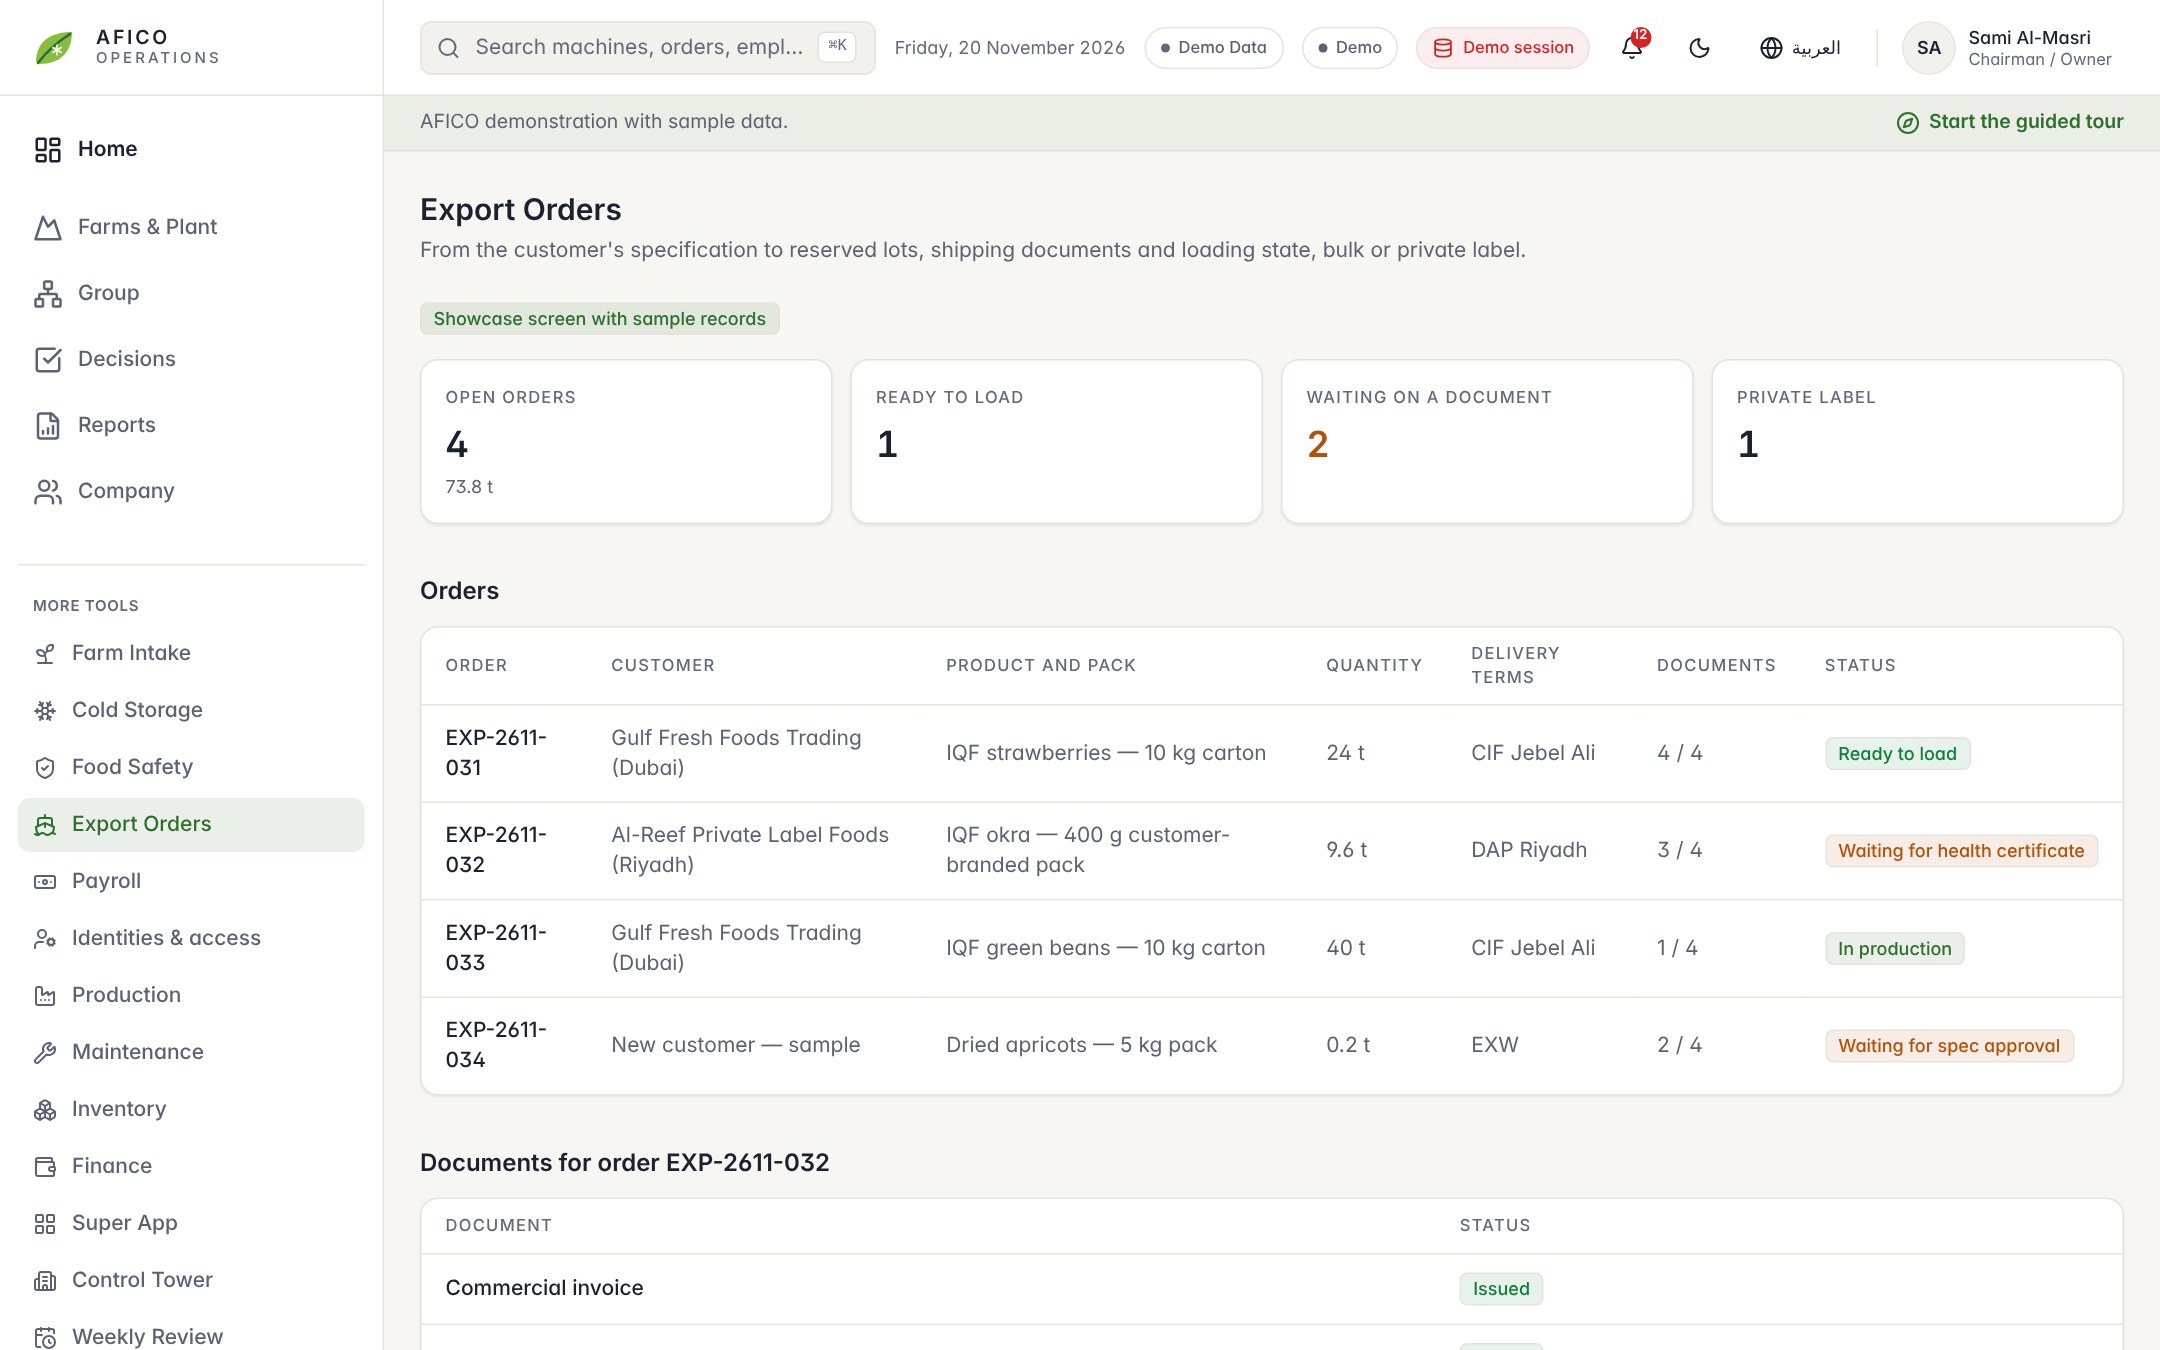 AFICO
OPERATIONS
Search machines, orders, empl...
⌘K
Friday, 20 November 2026
Demo Data
Demo
Demo session
12
العربية
SA
Sami Al-Masri
Chairman / Owner
AFICO demonstration with sample data.
Start the guided tour
Home
Farms & Plant
Group
Decisions
Reports
Company
MORE TOOLS
Farm Intake
Cold Storage
Food Safety
Export Orders
Payroll
Identities & access
Production
Maintenance
Inventory
Finance
Super App
Control Tower
Weekly Review
Export Orders
From the customer's specification to reserved lots, shipping documents and loading state, bulk or private label.
Showcase screen with sample records
OPEN ORDERS
4
73.8 t
READY TO LOAD
1
WAITING ON A DOCUMENT
2
PRIVATE LABEL
1
Orders
ORDER CUSTOMER PRODUCT AND PACK QUANTITY DELIVERY TERMS DOCUMENTS STATUS
EXP-2611-031 Gulf Fresh Foods Trading (Dubai) IQF strawberries — 10 kg carton 24 t CIF Jebel Ali 4 / 4 Ready to load
EXP-2611-032 Al-Reef Private Label Foods (Riyadh) IQF okra — 400 g customer-branded pack 9.6 t DAP Riyadh 3 / 4 Waiting for health certificate
EXP-2611-033 Gulf Fresh Foods Trading (Dubai) IQF green beans — 10 kg carton 40 t CIF Jebel Ali 1 / 4 In production
EXP-2611-034 New customer — sample Dried apricots — 5 kg pack 0.2 t EXW 2 / 4 Waiting for spec approval
Documents for order EXP-2611-032
DOCUMENT STATUS
Commercial invoice Issued